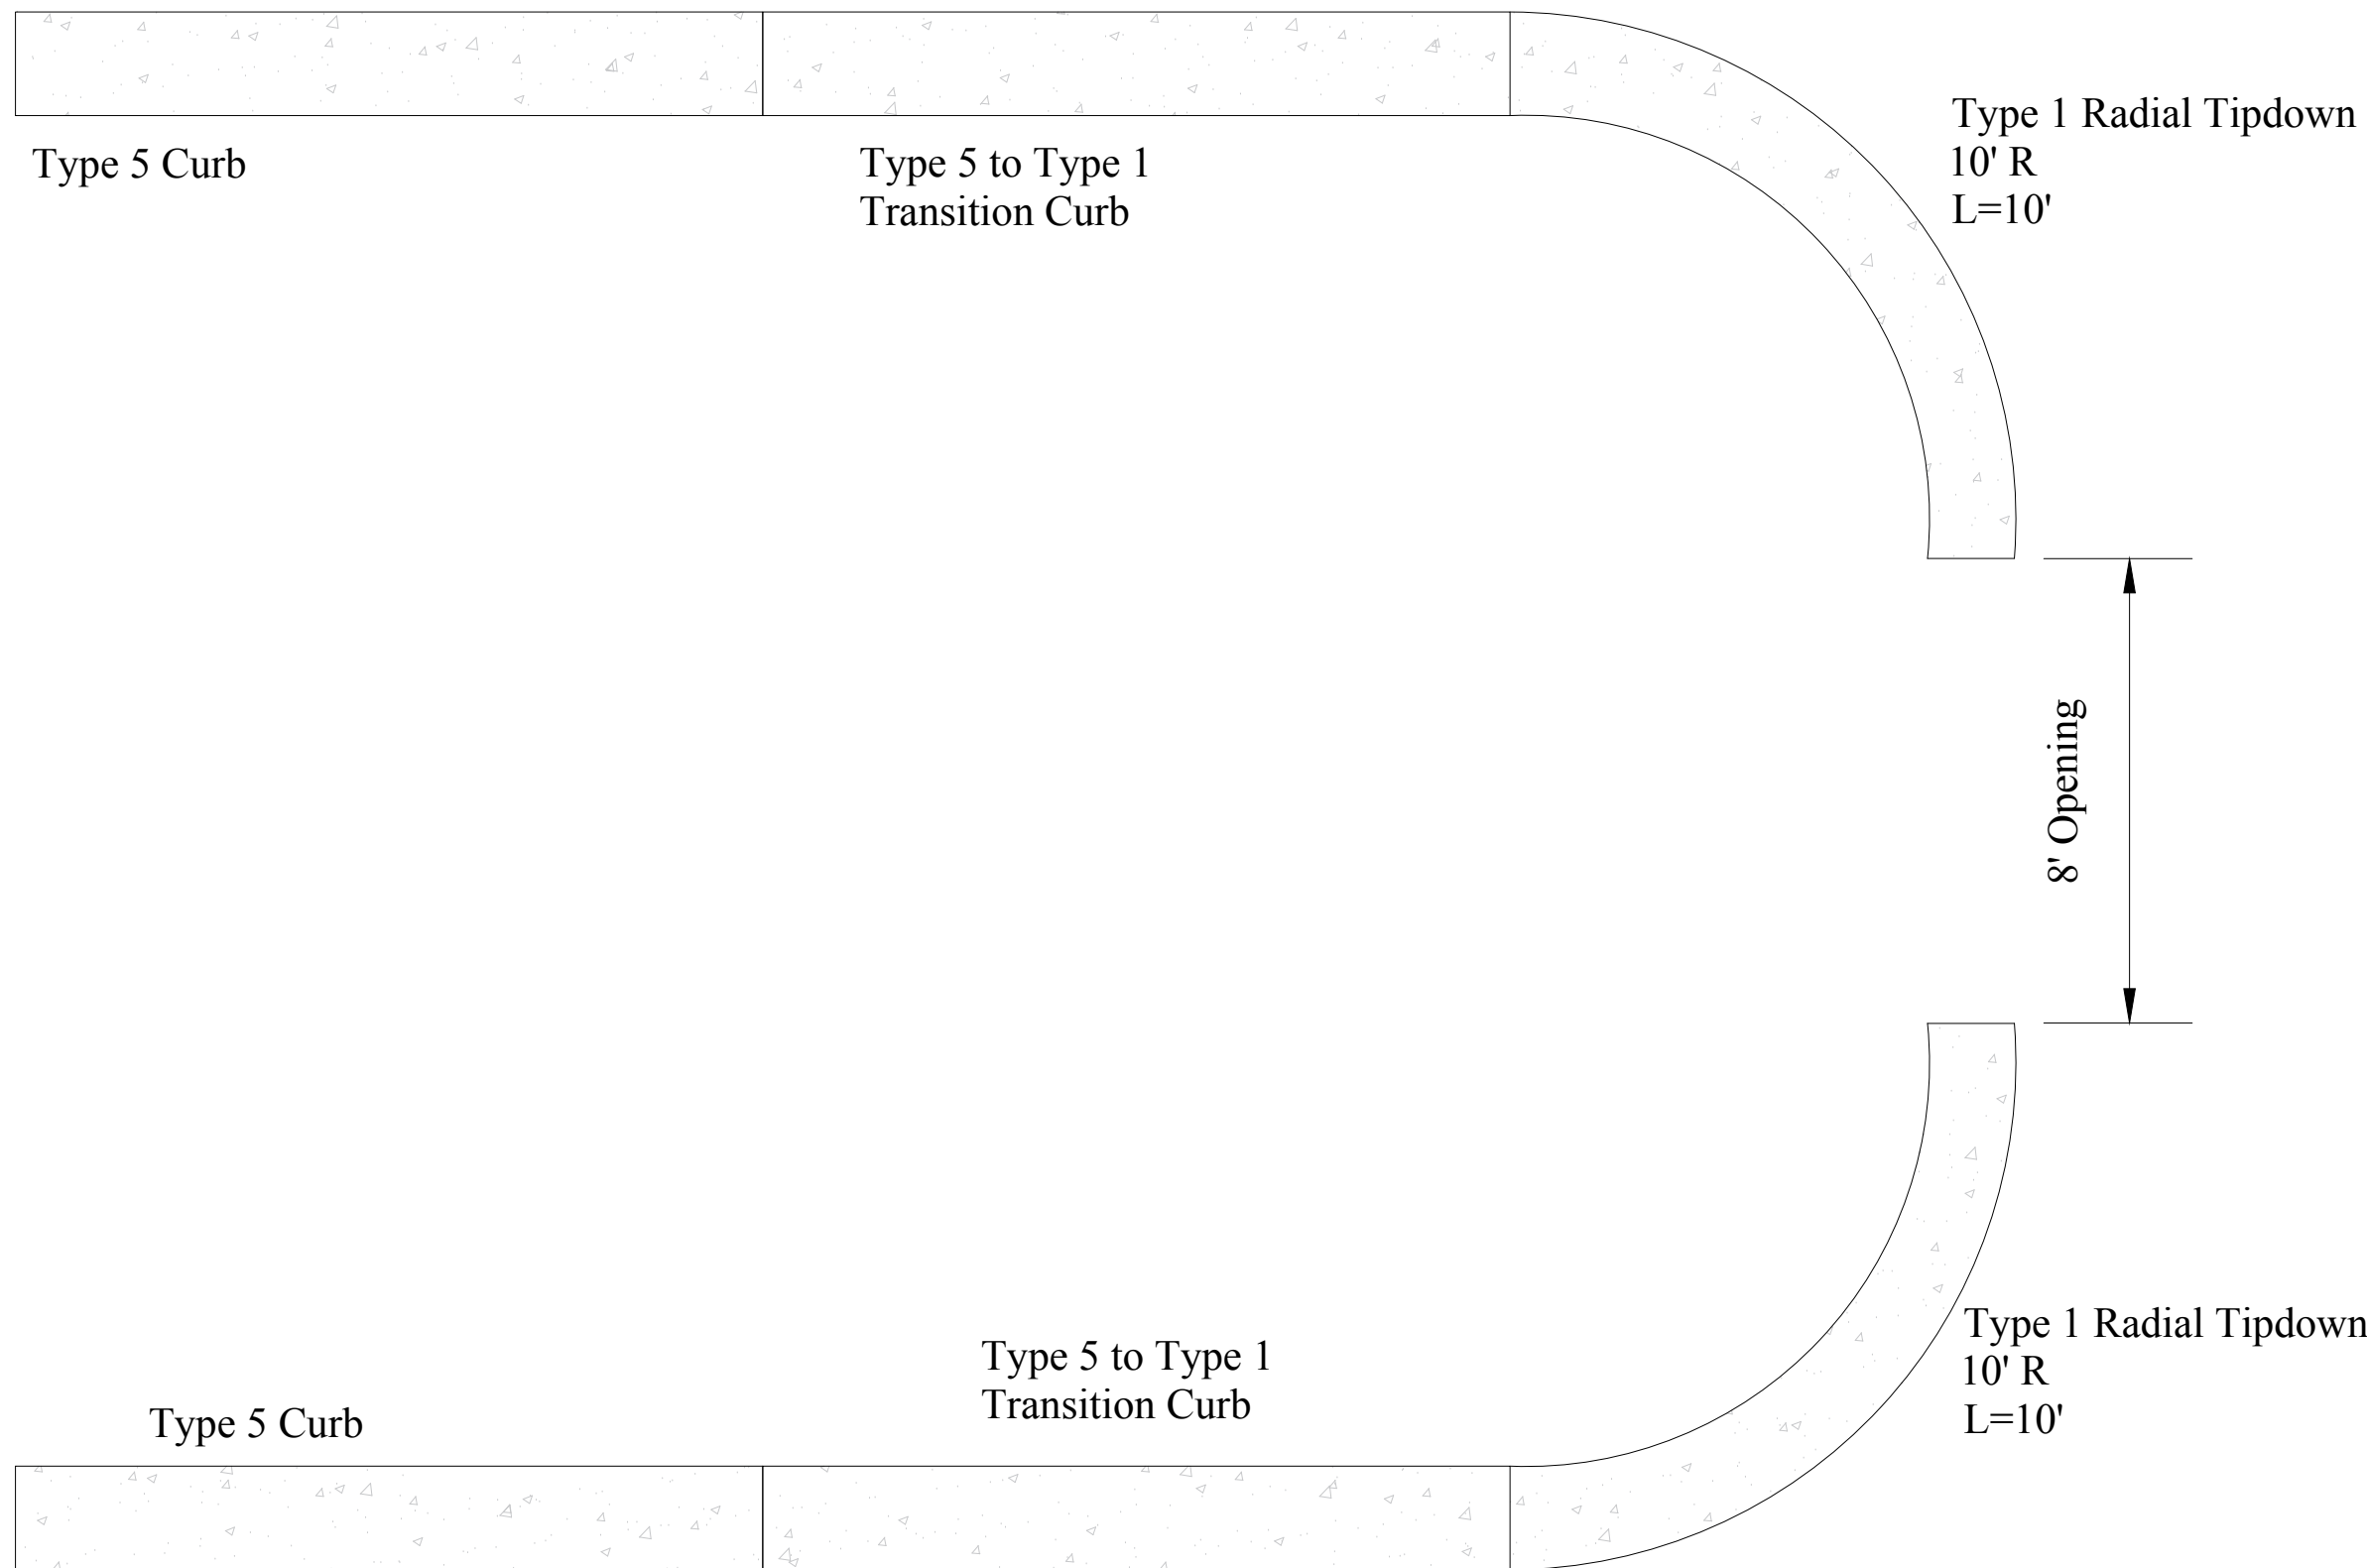 Type 5 Curb
Type 5 to Type 1
Transition Curb
Type 1 Radial Tipdown
10' R
L=10'
8' Opening
Type 5 Curb
Type 5 to Type 1
Transition Curb
Type 1 Radial Tipdown
10' R
L=10'